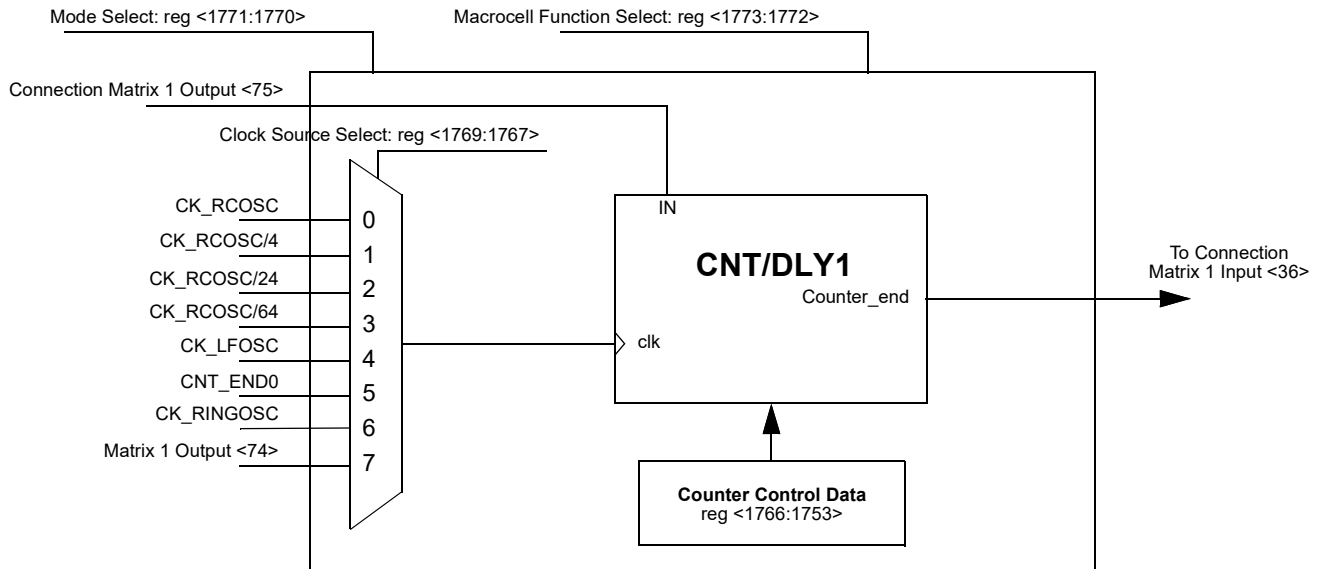 Mode Select: reg <1771:1770>
Macrocell Function Select: reg <1773:1772>
Connection Matrix 1 Output <75>
Clock Source Select: reg <1769:1767>
CK_RCOSC
0
CK_RCOSC/4
1
CK_RCOSC/24
2
CK_RCOSC/64
3
CK_LFOSC
4
CNT_END0
5
CK_RINGOSC
6
Matrix 1 Output <74>
7
IN
CNT/DLY1
Counter_end
clk
To Connection
Matrix 1 Input <36>
Counter Control Data
reg <1766:1753>